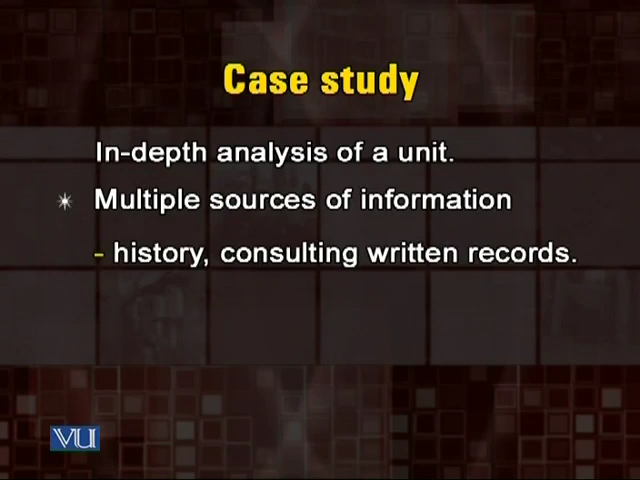 Case study
In-depth analysis of a unit.
Multiple sources of information
- history, consulting written records.
VU